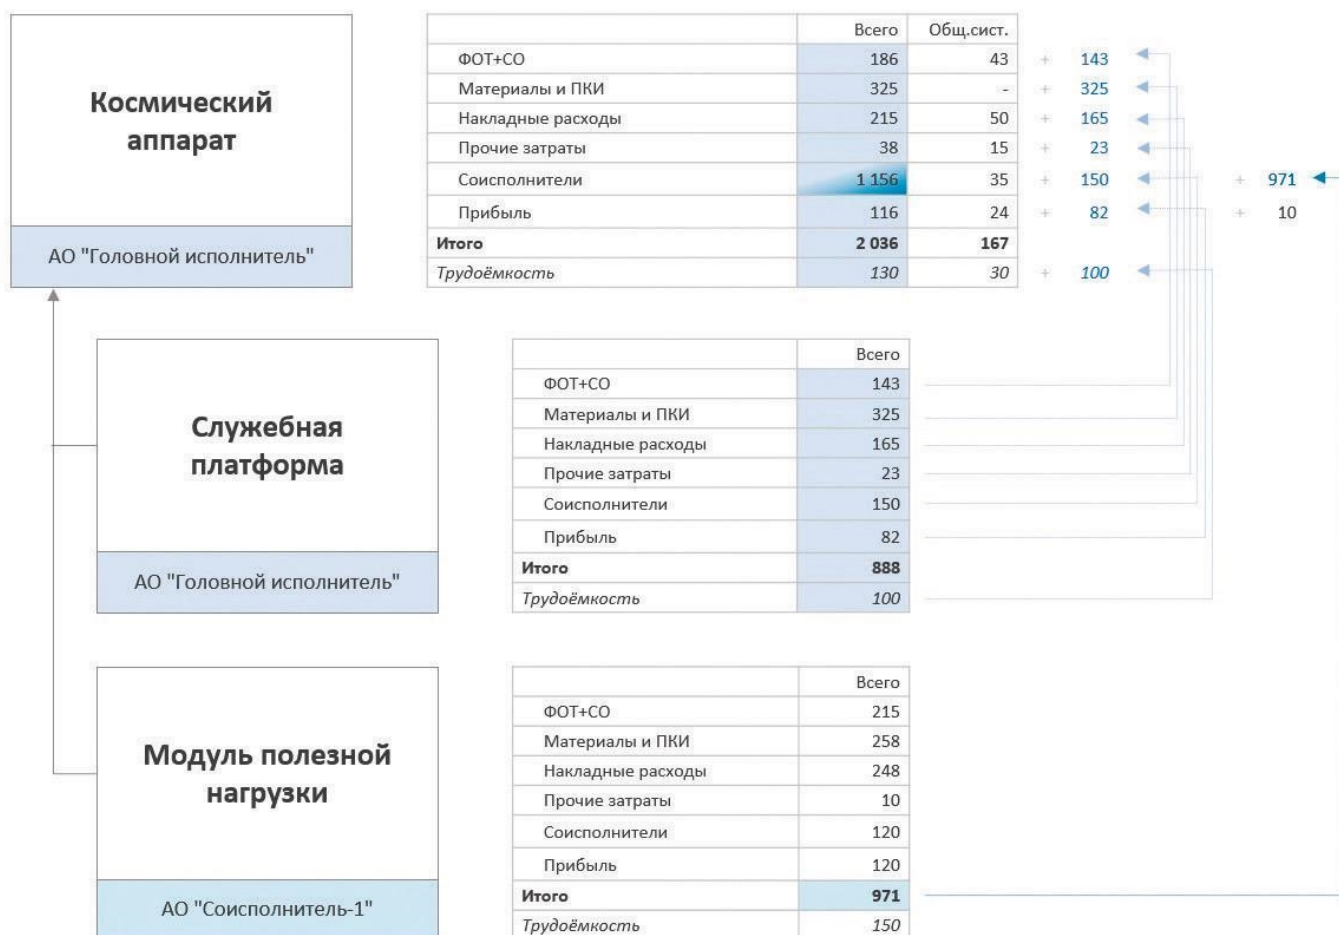 Космический
аппарат
АО "Головной исполнитель"
Всего Общ.сист.
ФОТ+СО 186 43 + 143
Материалы и ПКИ 325 - + 325
Накладные расходы 215 50 + 165
Прочие затраты 38 15 + 23
Соисполнители 1 156 35 + 150 + 971
Прибыль 116 24 + 82 + 10
Итого 2 036 167
Трудоёмкость 130 30 + 100
Служебная
платформа
АО "Головной исполнитель"
Всего
ФОТ+СО 143
Материалы и ПКИ 325
Накладные расходы 165
Прочие затраты 23
Соисполнители 150
Прибыль 82
Итого 888
Трудоёмкость 100
Модуль полезной
нагрузки
АО "Соисполнитель-1"
Всего
ФОТ+СО 215
Материалы и ПКИ 258
Накладные расходы 248
Прочие затраты 10
Соисполнители 120
Прибыль 120
Итого 971
Трудоёмкость 150